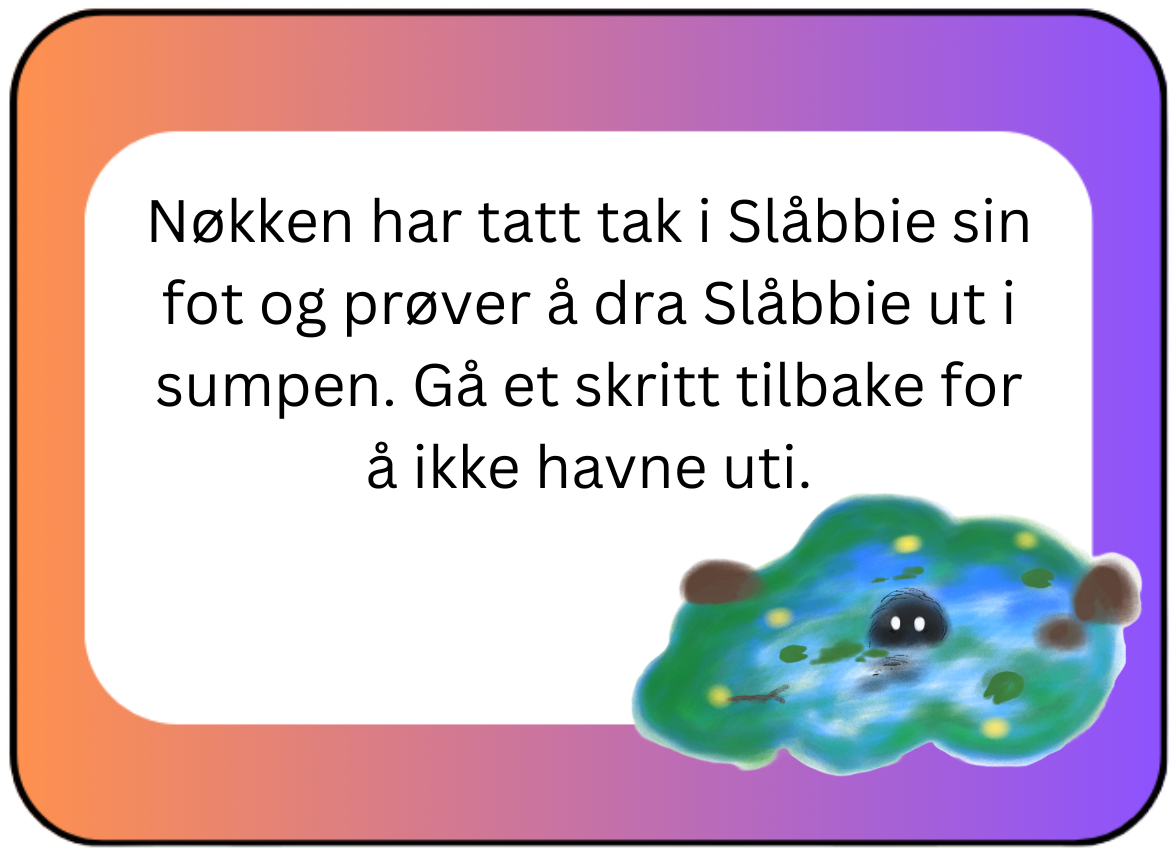 Nøkken har tatt tak i Slåbbie sin
fot og prøver å dra Slåbbie ut i
sumpen. Gå et skritt tilbake for
å ikke havne uti.